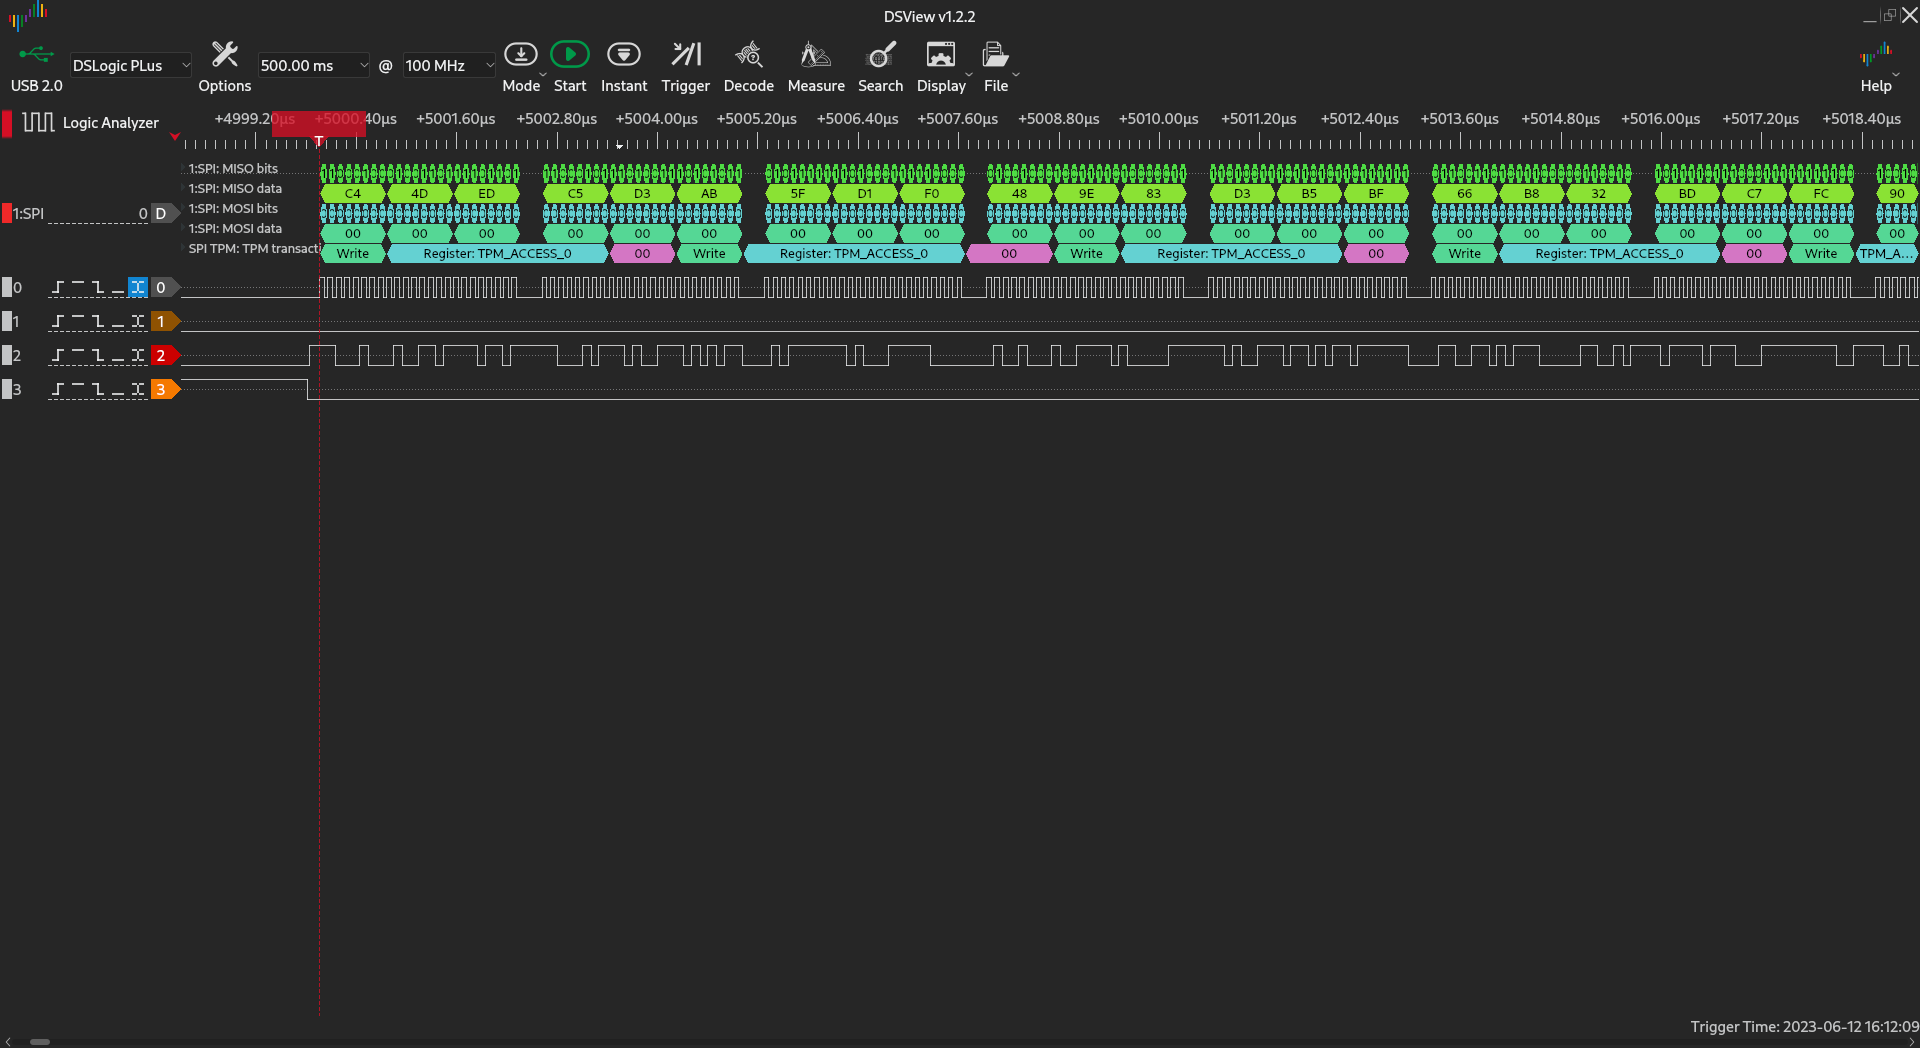 DSView v1.2.2
USB 2.0
DSLogic PLus
Options
500.00 ms
@
100 MHz
Mode
Start
Instant
Trigger
Decode
Measure
Search
Display
File
Help
Logic Analyzer
+4999.20µs +5000.40µs +5001.60µs +5002.80µs +5004.00µs +5005.20µs +5006.40µs +5007.60µs +5008.80µs +5010.00µs +5011.20µs +5012.40µs +5013.60µs +5014.80µs +5016.00µs +5017.20µs +5018.40µs
T
1:SPI: MISO bits
1:SPI: MISO data C4 4D ED C5 D3 AB 5F D1 F0 48 9E 83 D3 B5 BF 66 B8 32 BD C7 FC 90
1:SPI 0 D
1:SPI: MOSI bits
1:SPI: MOSI data 00 00 00 00 00 00 00 00 00 00 00 00 00 00 00 00 00 00 00 00 00 00
SPI TPM: TPM transacti Write Register: TPM_ACCESS_0 00 Write Register: TPM_ACCESS_0 00 Write Register: TPM_ACCESS_0 00 Write Register: TPM_ACCESS_0 00 Write TPM_A...
0 0
1 1
2 2
3 3
Trigger Time: 2023-06-12 16:12:09